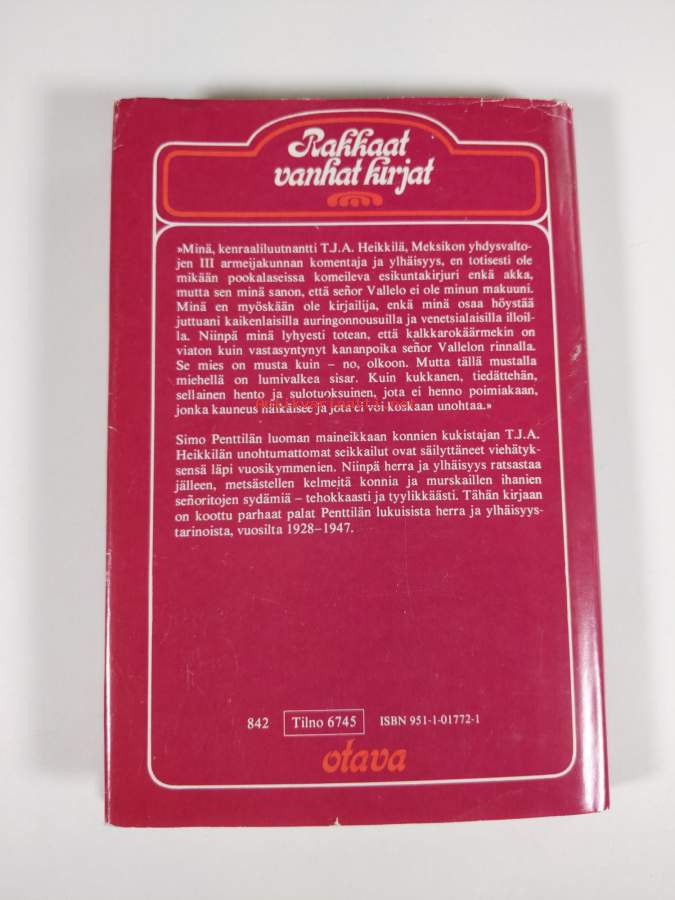 Rakkaat
vanhat kirjat
»Minä, kenraaliluutnantti T.J.A. Heikkilä, Meksikon yhdysvalto-
jen III armeijakunnan komentaja ja ylhäisyys, en totisesti ole
mikään pookalaseissa komeileva esikuntakirjuri enkä akka,
mutta sen minä sanon, että señor Vallelo ei ole minun makuuni.
Minä en myöskään ole kirjailija, enkä minä osaa höystää
juttuani kaikenlaisilla auringonnousuilla ja venetsialaisilla illoil-
la. Niinpä minä lyhyesti totean, että kalkkarokäärmekin on
viaton kuin vastasyntynyt kananpoika señor Vallelon rinnalla.
Se mies on musta kuin – no, olkoon. Mutta tällä mustalla
miehellä on lumivalkea sisar. Kuin kukkanen, tiedättehän,
sellainen hento ja sulotuoksuinen, jota ei henno poimiakaan,
jonka kauneus häikäisee ja jota ei voi koskaan unohtaa.»
Simo Penttilän luoman maineikkaan konnien kukistajan T.J.A.
Heikkilän unohtumattomat seikkailut ovat säilyttäneet viehätyk-
sensä läpi vuosikymmenien. Niinpä herra ja ylhäisyys ratsastaa
jälleen, metsästellen kelmejtä konnia ja murskaillen ihanien
señoritojen sydämiä – tehokkaasti ja tyylikkäästi. Tähän kirjaan
on koottu parhaat palat Penttilän lukuisista herra ja ylhäisyys-
tarinoista, vuosilta 1928–1947.
842 Tilno 6745 ISBN 951-1-01772-1
otava